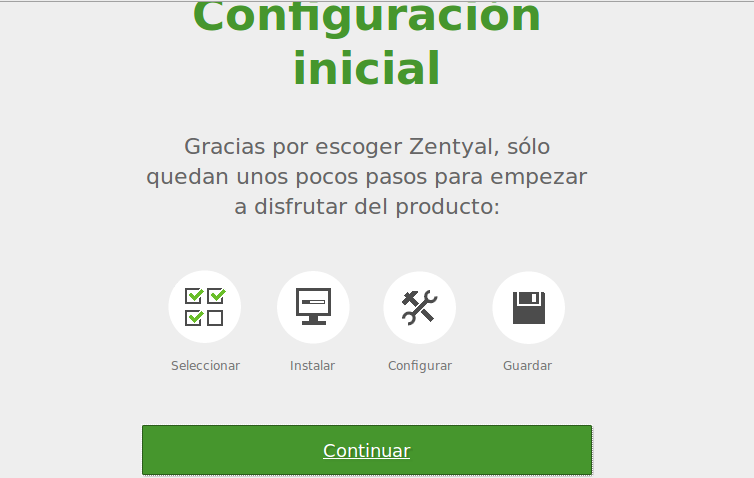 Configuración
inicial
Gracias por escoger Zentyal, sólo
quedan unos pocos pasos para empezar
a disfrutar del producto:
Seleccionar Instalar Configurar Guardar
Continuar